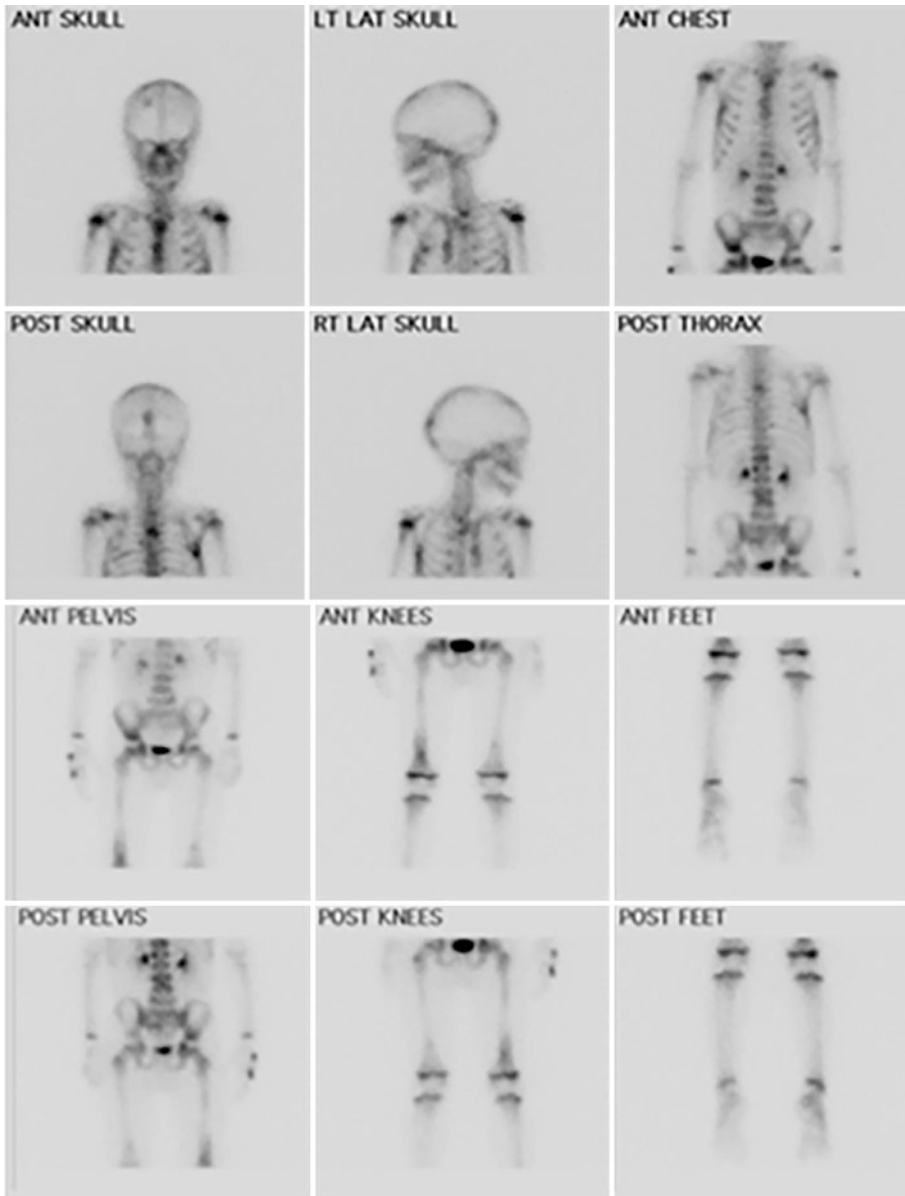 ANT SKULL
LT LAT SKULL
ANT CHEST
POST SKULL
RT LAT SKULL
POST THORAX
ANT PELVIS
ANT KNEES
ANT FEET
POST PELVIS
POST KNEES
POST FEET